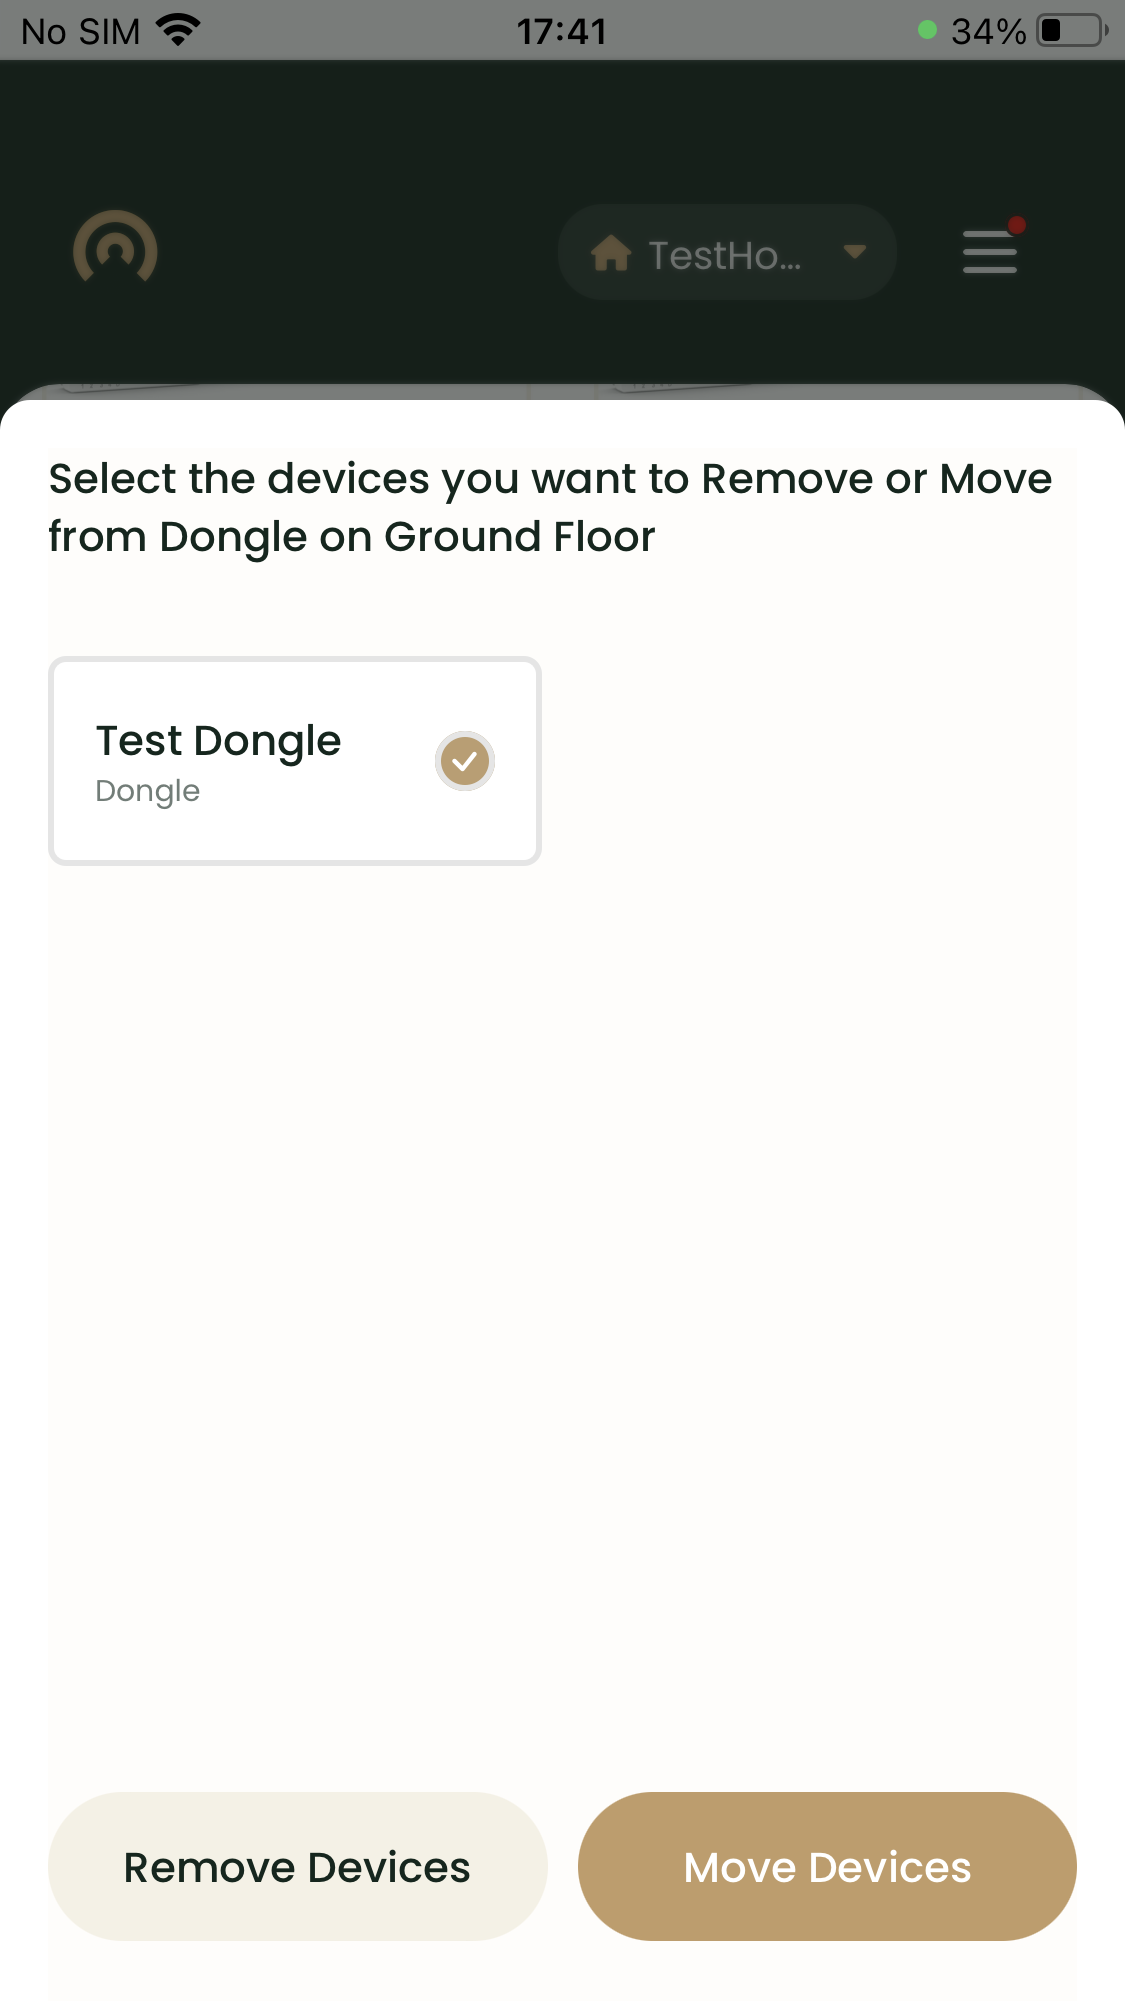 No SIM 17:41 34%
TestHo...
Select the devices you want to Remove or Move
from Dongle on Ground Floor
Test Dongle
Dongle
Remove Devices Move Devices